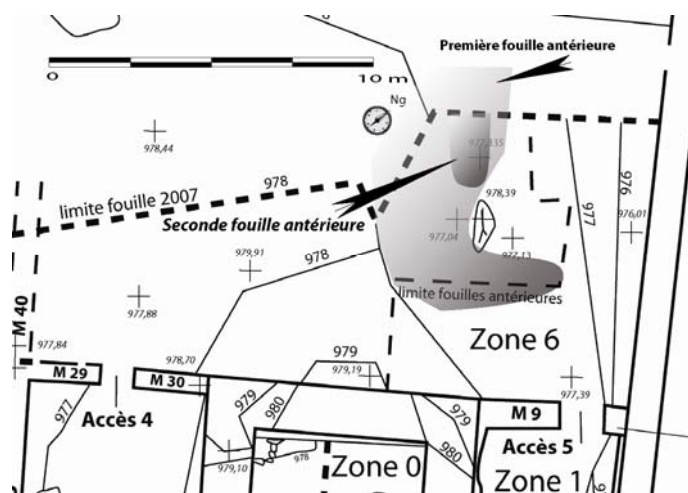 Première fouille antérieure
0
10 m
Ng
978,44
977,835
976
978
limite fouille 2007
978,39
977
Seconde fouille antérieure
976,01
977,04
977,13
979,91
978
limite fouilles antérieures
977,88
M 40
977,84
Zone 6
978,70
979
979,19
M 29
M 30
977,39
977
979
980
979
M 9
Accès 4
980
Accès 5
979,10
978
Zone 0
Zone 1